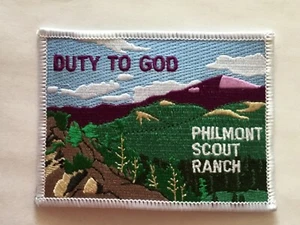 DUTY TO GOD
PHILMONT
SCOUT
RANCH